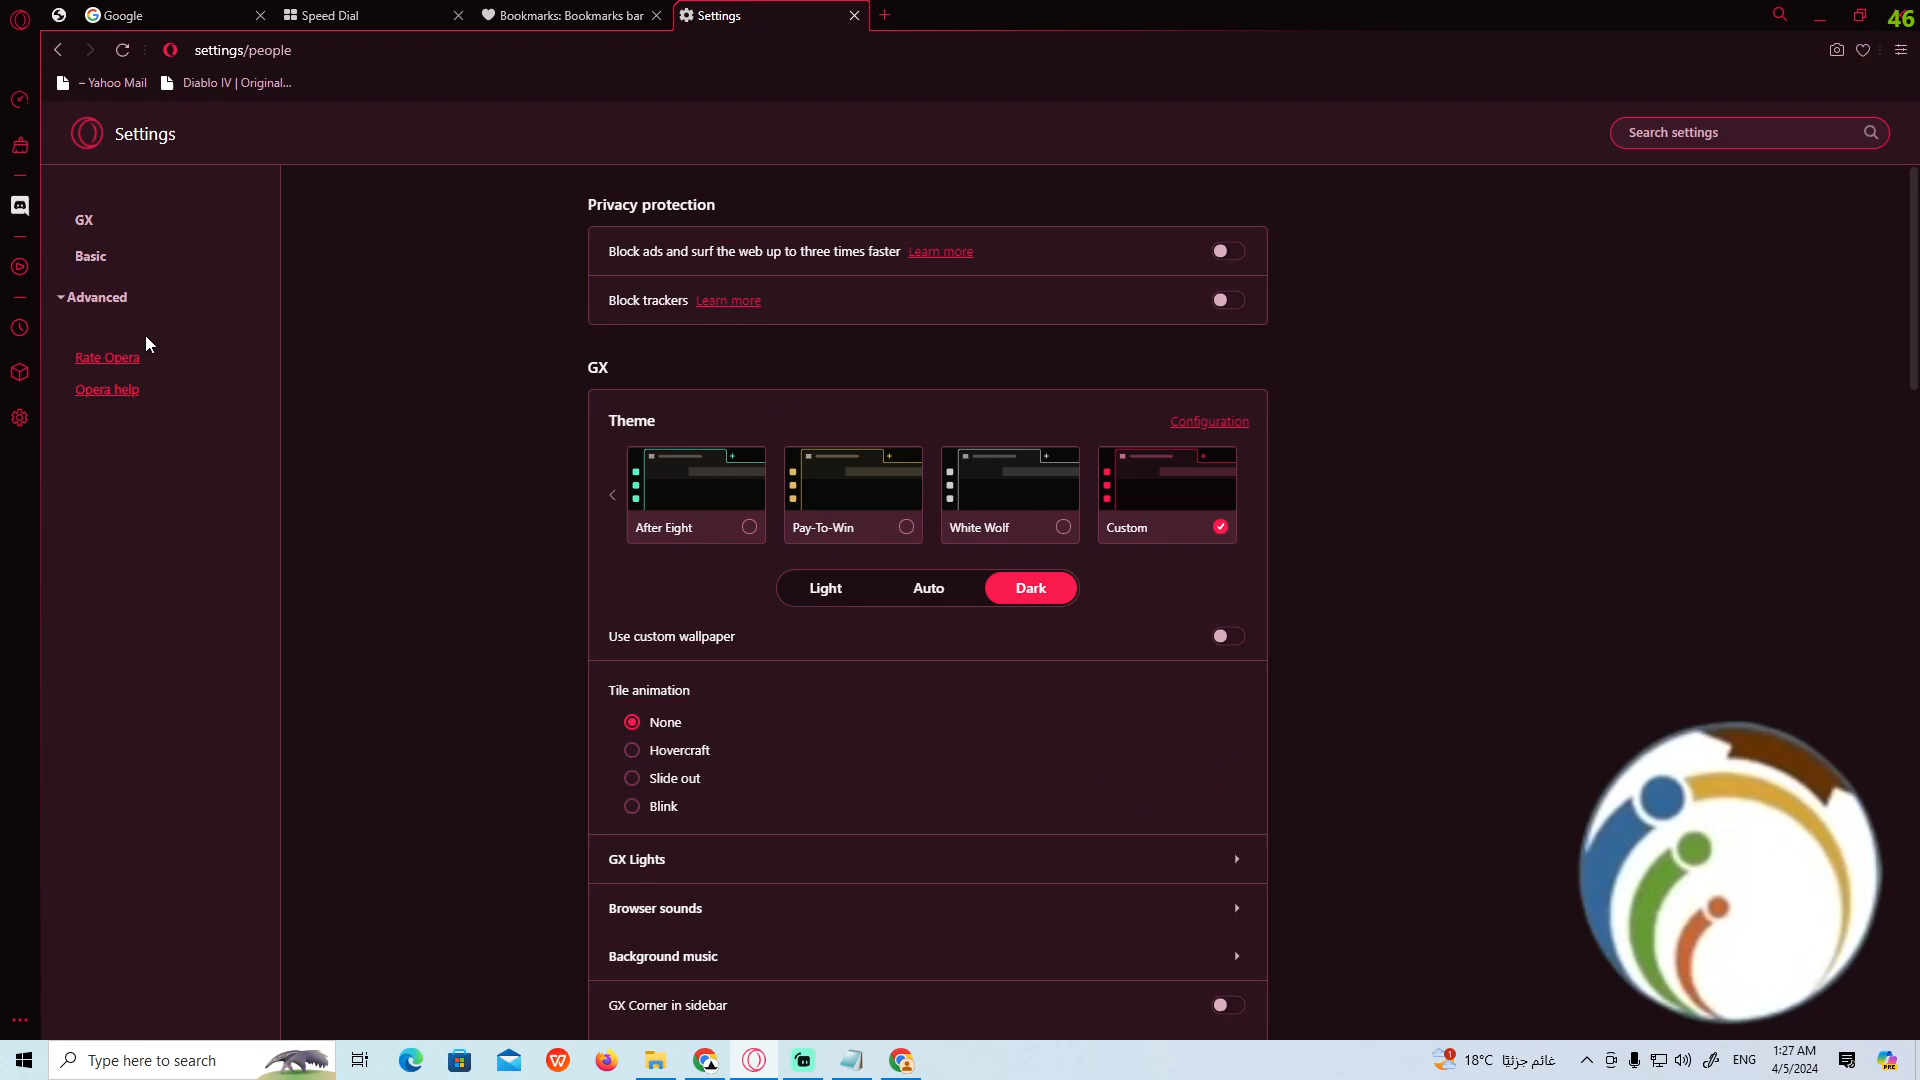 Google
Speed Dial
Bookmarks: Bookmarks bar
Settings
46
settings/people
– Yahoo Mail
Diablo IV | Original...
Settings
Search settings
GX
Basic
Advanced
Rate Opera
Opera help
Privacy protection
Block ads and surf the web up to three times faster Learn more
Block trackers Learn more
GX
Theme
Configuration
After Eight
Pay-To-Win
White Wolf
Custom
Light
Auto
Dark
Use custom wallpaper
Tile animation
None
Hovercraft
Slide out
Blink
GX Lights
Browser sounds
Background music
GX Corner in sidebar
Type here to search
1
18°C غائم جزئيًا
ENG
1:27 AM
4/5/2024
PRE